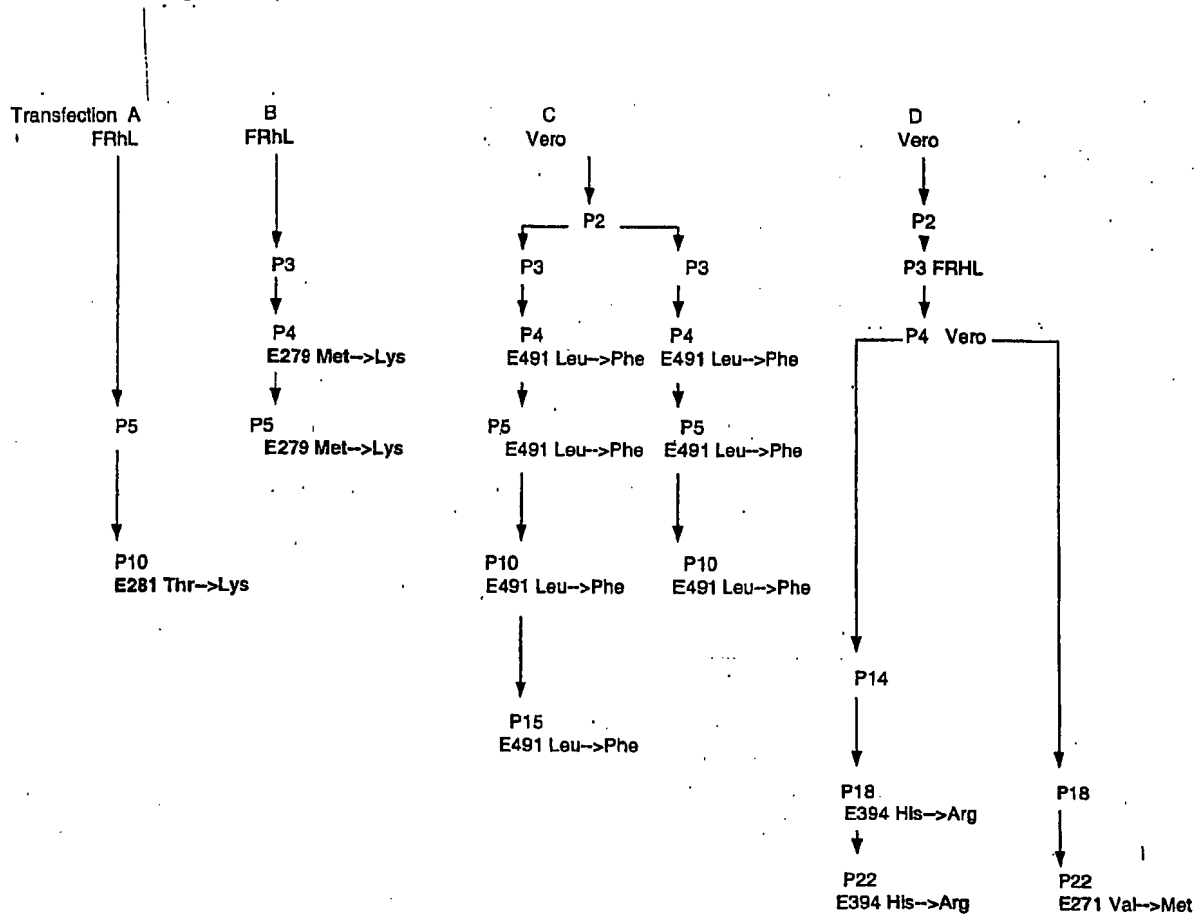 Transfection A
FRhL
P5
P10
E281 Thr-->Lys
B
FRhL
P3
P4
E279 Met-->Lys
P5
E279 Met-->Lys
C
Vero
P2
P3
P4
E491 Leu-->Phe
P5
E491 Leu-->Phe
P10
E491 Leu-->Phe
P15
E491 Leu-->Phe
P3
P4
E491 Leu-->Phe
P5
E491 Leu-->Phe
P10
E491 Leu-->Phe
D
Vero
P2
P3 FRHL
P4 Vero
P14
P18
E394 His-->Arg
P22
E394 His-->Arg
P18
P22
E271 Val-->Met